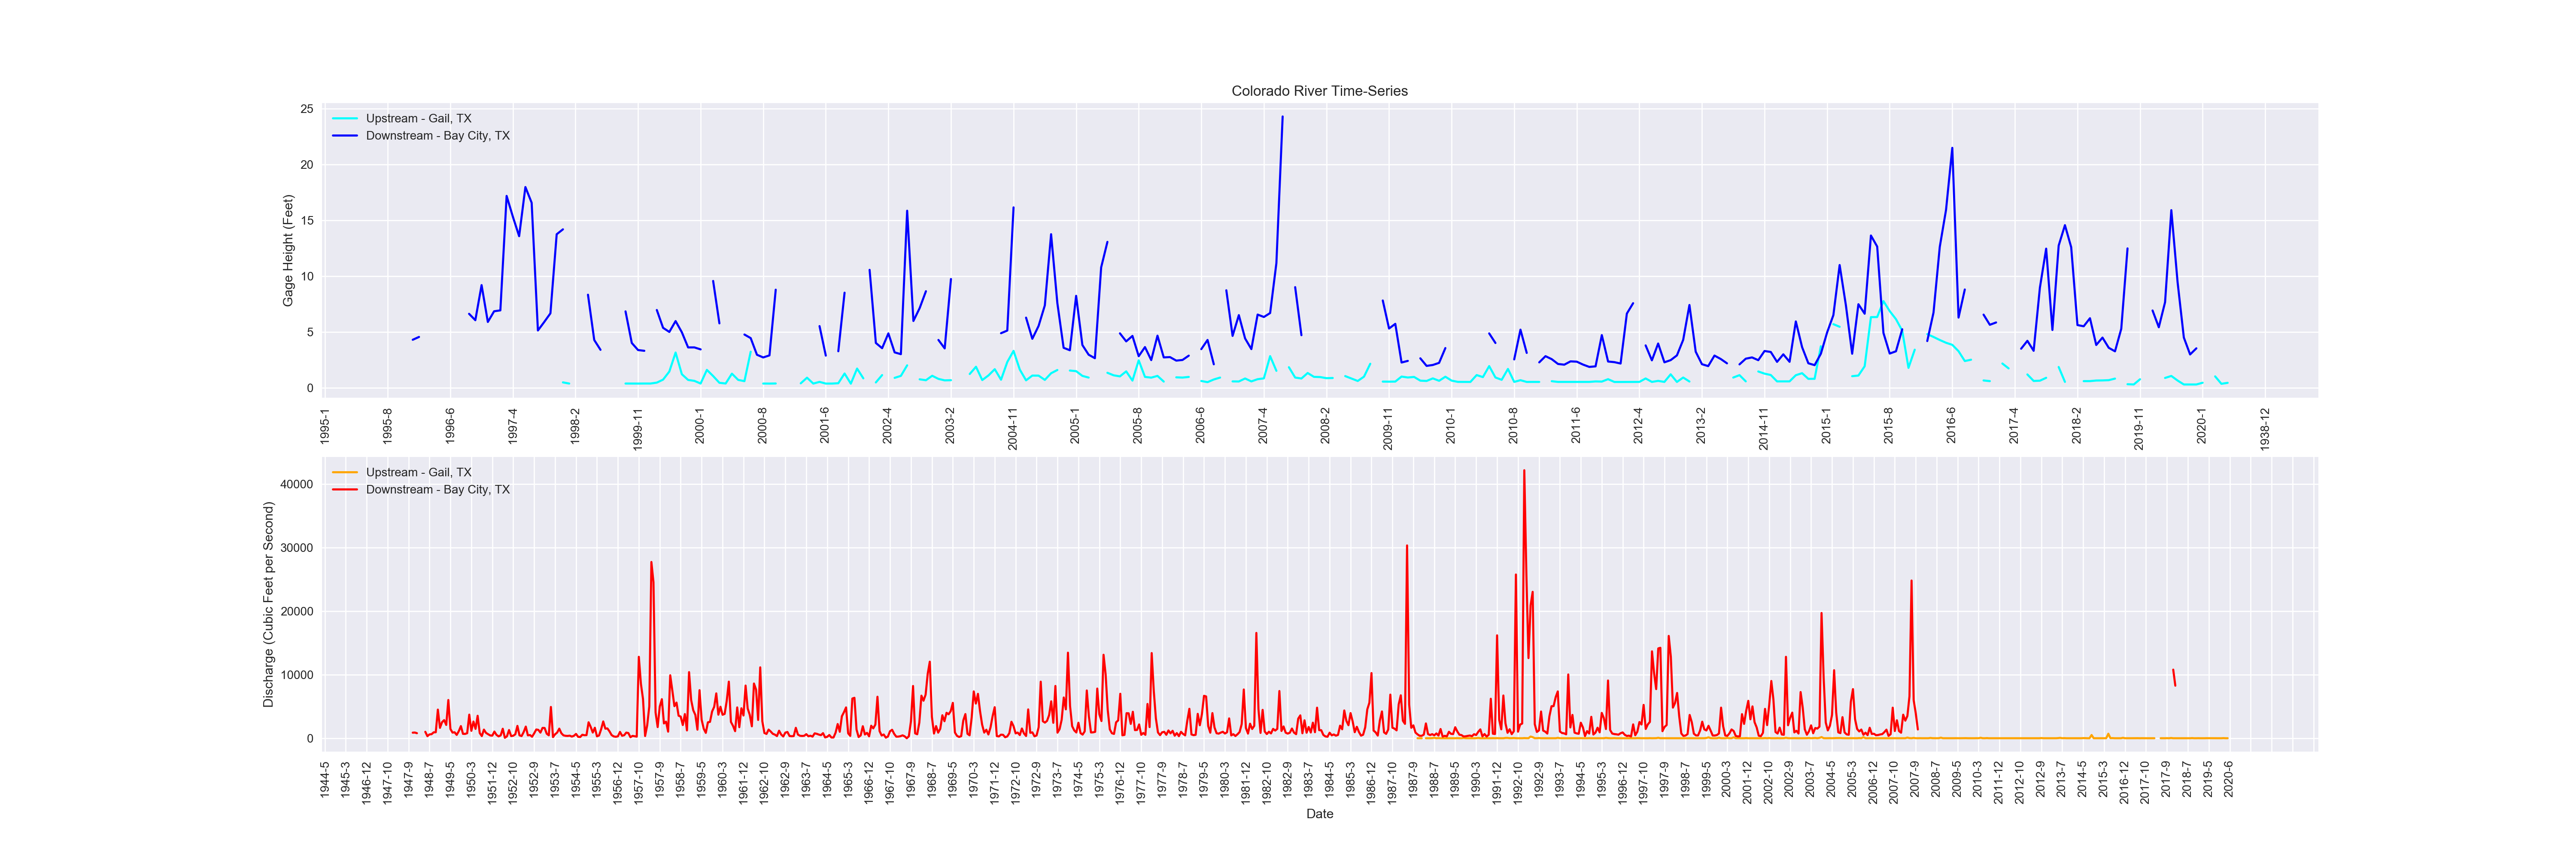 Colorado River Time-Series
25
20
15
10
5
0
Gage Height (Feet)
Upstream - Gail, TX
Downstream - Bay City, TX
1995-1 1995-8 1996-6 1997-4 1998-2 1999-11 2000-1 2000-8 2001-6 2002-4 2003-2 2004-11 2005-1 2005-8 2006-6 2007-4 2008-2 2009-11 2010-1 2010-8 2011-6 2012-4 2013-2 2014-11 2015-1 2015-8 2016-6 2017-4 2018-2 2019-11 2020-1 1938-12
40000
30000
20000
10000
0
Discharge (Cubic Feet per Second)
Upstream - Gail, TX
Downstream - Bay City, TX
1944-5 1945-3 1946-12 1947-10 1947-9 1948-7 1949-5 1950-3 1951-12 1952-10 1952-9 1953-7 1954-5 1955-3 1956-12 1957-10 1957-9 1958-7 1959-5 1960-3 1961-12 1962-10 1962-9 1963-7 1964-5 1965-3 1966-12 1967-10 1967-9 1968-7 1969-5 1970-3 1971-12 1972-10 1972-9 1973-7 1974-5 1975-3 1976-12 1977-10 1977-9 1978-7 1979-5 1980-3 1981-12 1982-10 1982-9 1983-7 1984-5 1985-3 1986-12 1987-10 1987-9 1988-7 1989-5 1990-3 1991-12 1992-10 1992-9 1993-7 1994-5 1995-3 1996-12 1997-10 1997-9 1998-7 1999-5 2000-3 2001-12 2002-10 2002-9 2003-7 2004-5 2005-3 2006-12 2007-10 2007-9 2008-7 2009-5 2010-3 2011-12 2012-10 2012-9 2013-7 2014-5 2015-3 2016-12 2017-10 2017-9 2018-7 2019-5 2020-6
Date